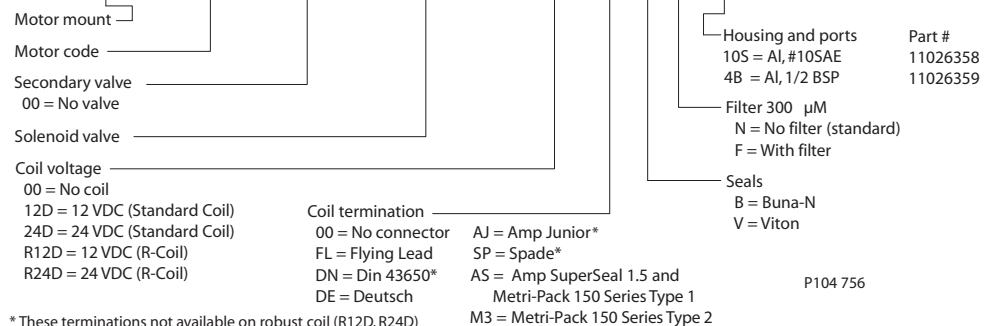 Motor mount
Motor code
Secondary valve
00 = No valve
Solenoid valve
Coil voltage
00 = No coil
12D = 12 VDC (Standard Coil)
24D = 24 VDC (Standard Coil)
R12D = 12 VDC (R-Coil)
R24D = 24 VDC (R-Coil)
Coil termination
00 = No connector
FL = Flying Lead
DN = Din 43650*
DE = Deutsch
AJ = Amp Junior*
SP = Spade*
AS = Amp SuperSeal 1.5 and
Metri-Pack 150 Series Type 1
M3 = Metri-Pack 150 Series Type 2
Housing and ports Part #
10S = Al, #10SAE 11026358
4B = Al, 1/2 BSP 11026359
Filter 300 μM
N = No filter (standard)
F = With filter
Seals
B = Buna-N
V = Viton
P104 756
* These terminations not available on robust coil (R12D, R24D)